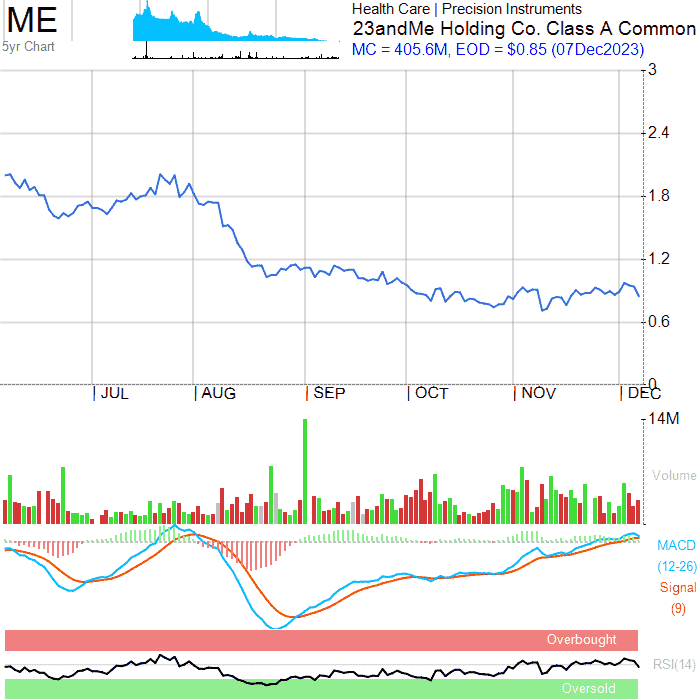 ME
5yr Chart
Health Care | Precision Instruments
23andMe Holding Co. Class A Common
MC = 405.6M, EOD = $0.85 (07Dec2023)
3
2.4
1.8
1.2
0.6
0
JUL
AUG
SEP
OCT
NOV
DEC
14M
Volume
MACD
(12-26)
Signal
(9)
Overbought
RSI(14)
Oversold